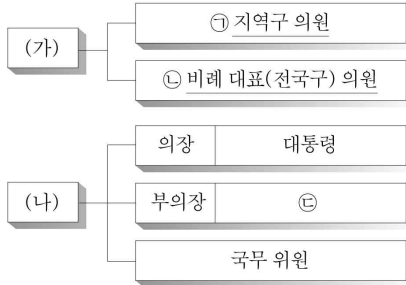 (가)
㉠ 지역구 의원
㉡ 비례 대표(전국구) 의원
(나)
의장 대통령
부의장 ㉢
국무 위원